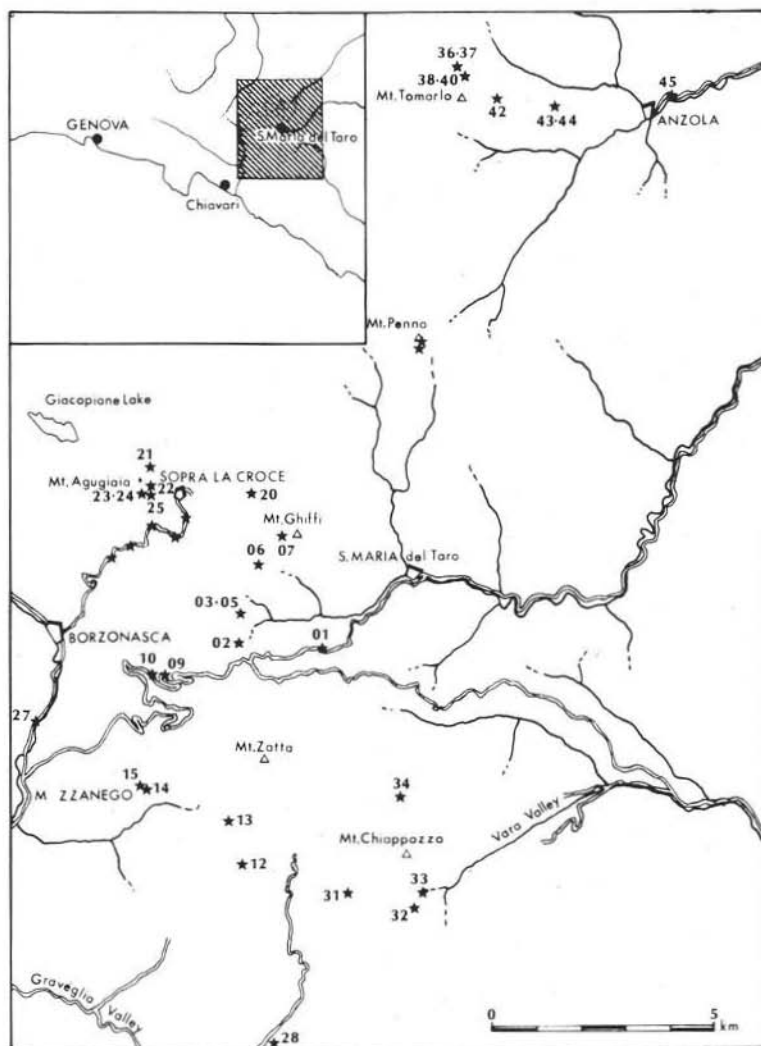 GENOVA
S.Maria del Taro
Chiavari
36·37
38·40
Mt.Tomarlo
42
43·44
45
ANZOLA
Mt.Penna
Giacopione Lake
21
Mt.Agugiaia
SOPRA LA CROCE
22
23·24
25
20
Mt.Ghiffi
06
07
S.MARIA del Taro
03·05
BORZONASCA
02
01
10
09
27
Mt.Zatta
15
14
M ZZANEGO
34
13
Vara Valley
Mt.Chiappozzo
12
31
33
32
Graveglia
Valley
28
0
5
km